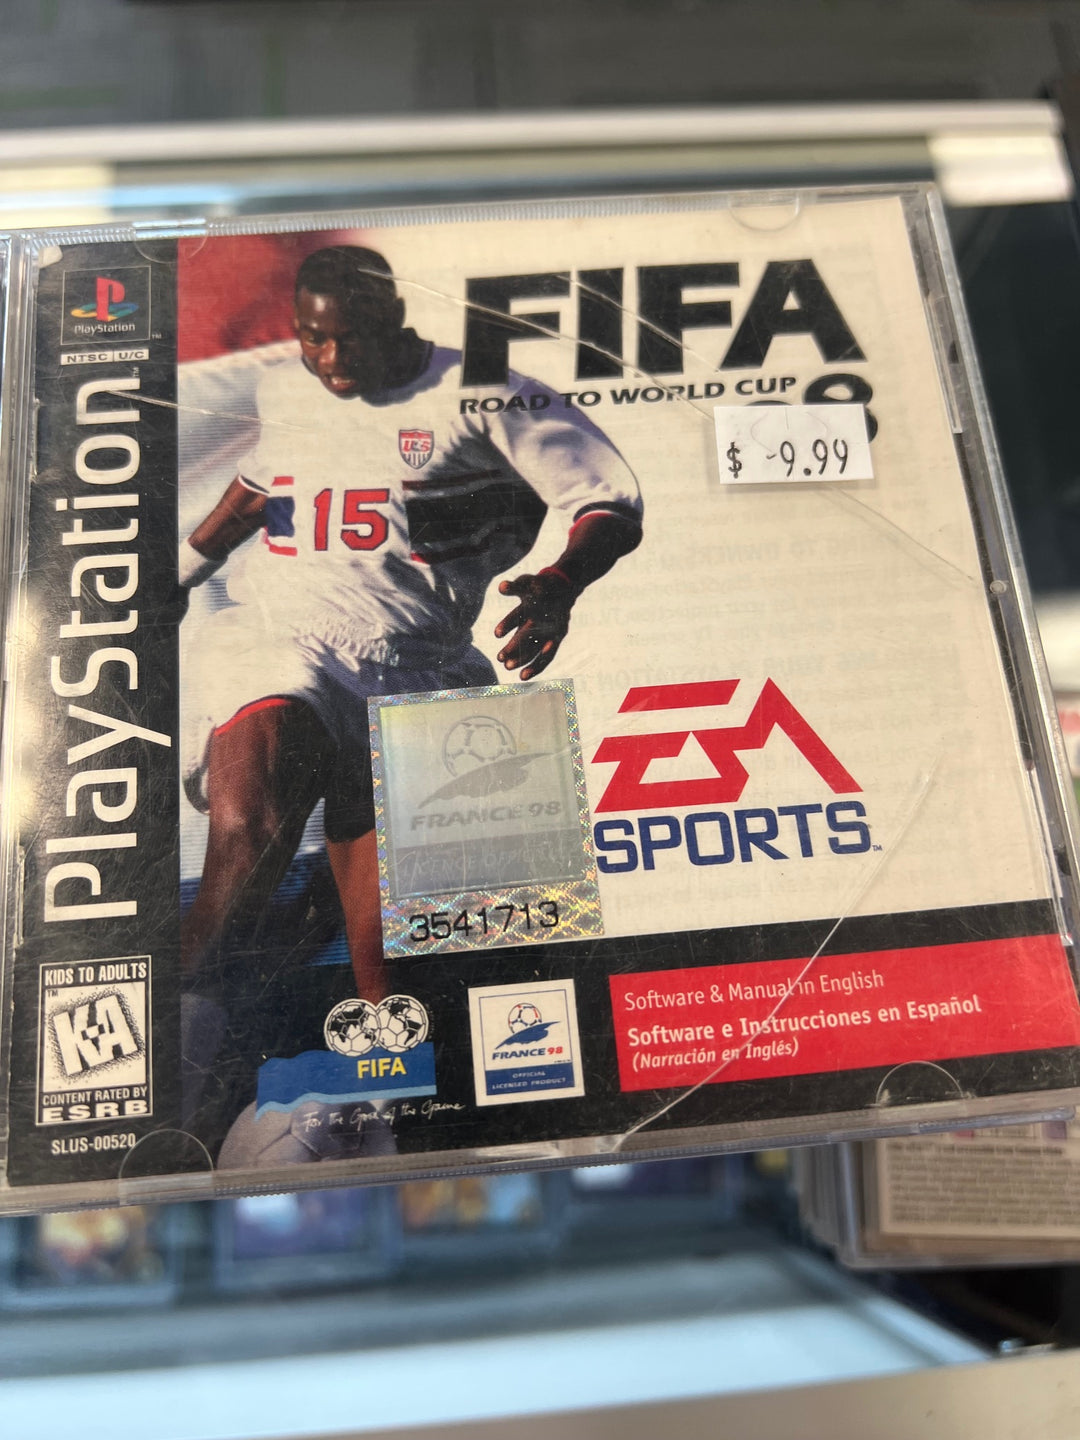 PlayStation
NTSC U/C
PlayStation
FIFA
ROAD TO WORLD CUP
98
$ 9.99
US
15
EA
SPORTS™
FRANCE 98
3541713
KIDS TO ADULTS
K-A
CONTENT RATED BY
ESRB
SLUS-00520
FIFA
For the Good of the Game
FRANCE 98
OFFICIAL
LICENSED PRODUCT
Software & Manual in English
Software e Instrucciones en Español
(Narración en Inglés)